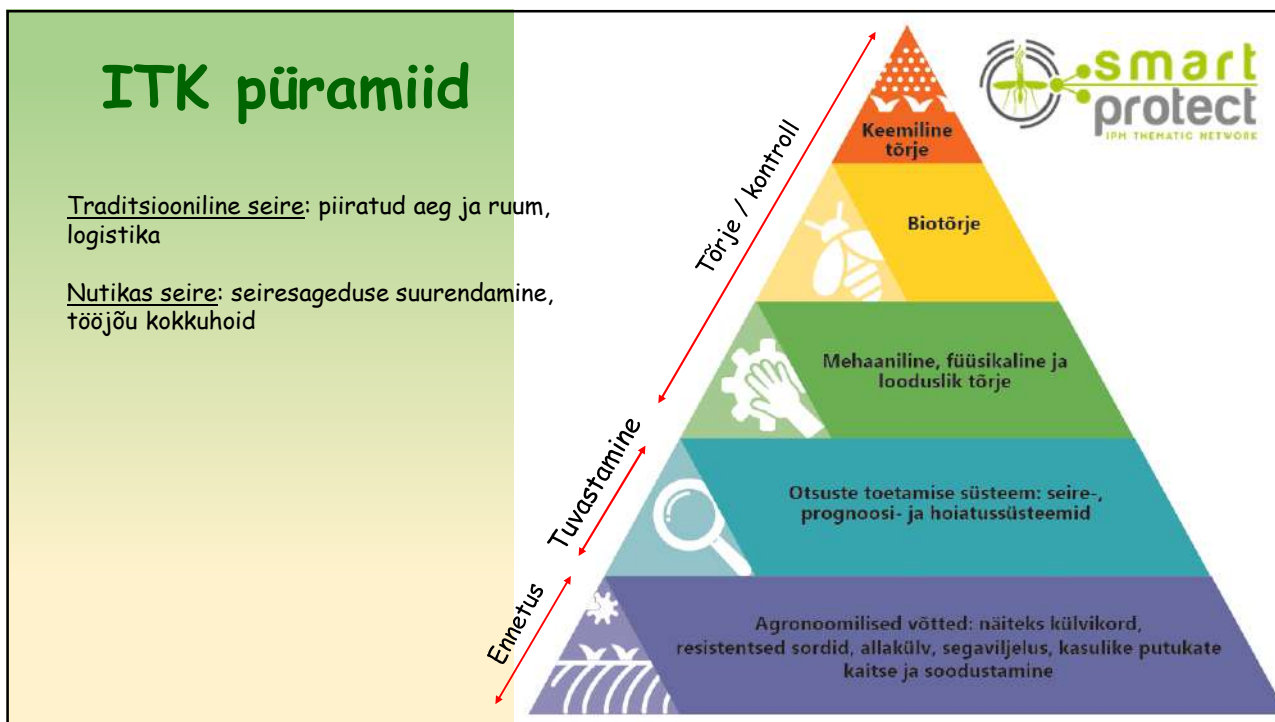 ITK püramiid
Traditsiooniline seire: piiratud aeg ja ruum,
logistika
Nutikas seire: seiresageduse suurendamine,
tööjõu kokkuhoid
Tõrje / kontroll
Tuvastamine
Ennetus
smart
protect
IPM THEMATIC NETWORK
Keemiline
tõrje
Biotõrje
Mehaaniline, füüsikaline ja
looduslik tõrje
Otsuste toetamise süsteem: seire-,
prognoosi- ja hoiatussüsteemid
Agronoomilised võtted: näiteks külvikord,
resistentsed sordid, allakülv, segaviljelus, kasulike putukate
kaitse ja soodustamine